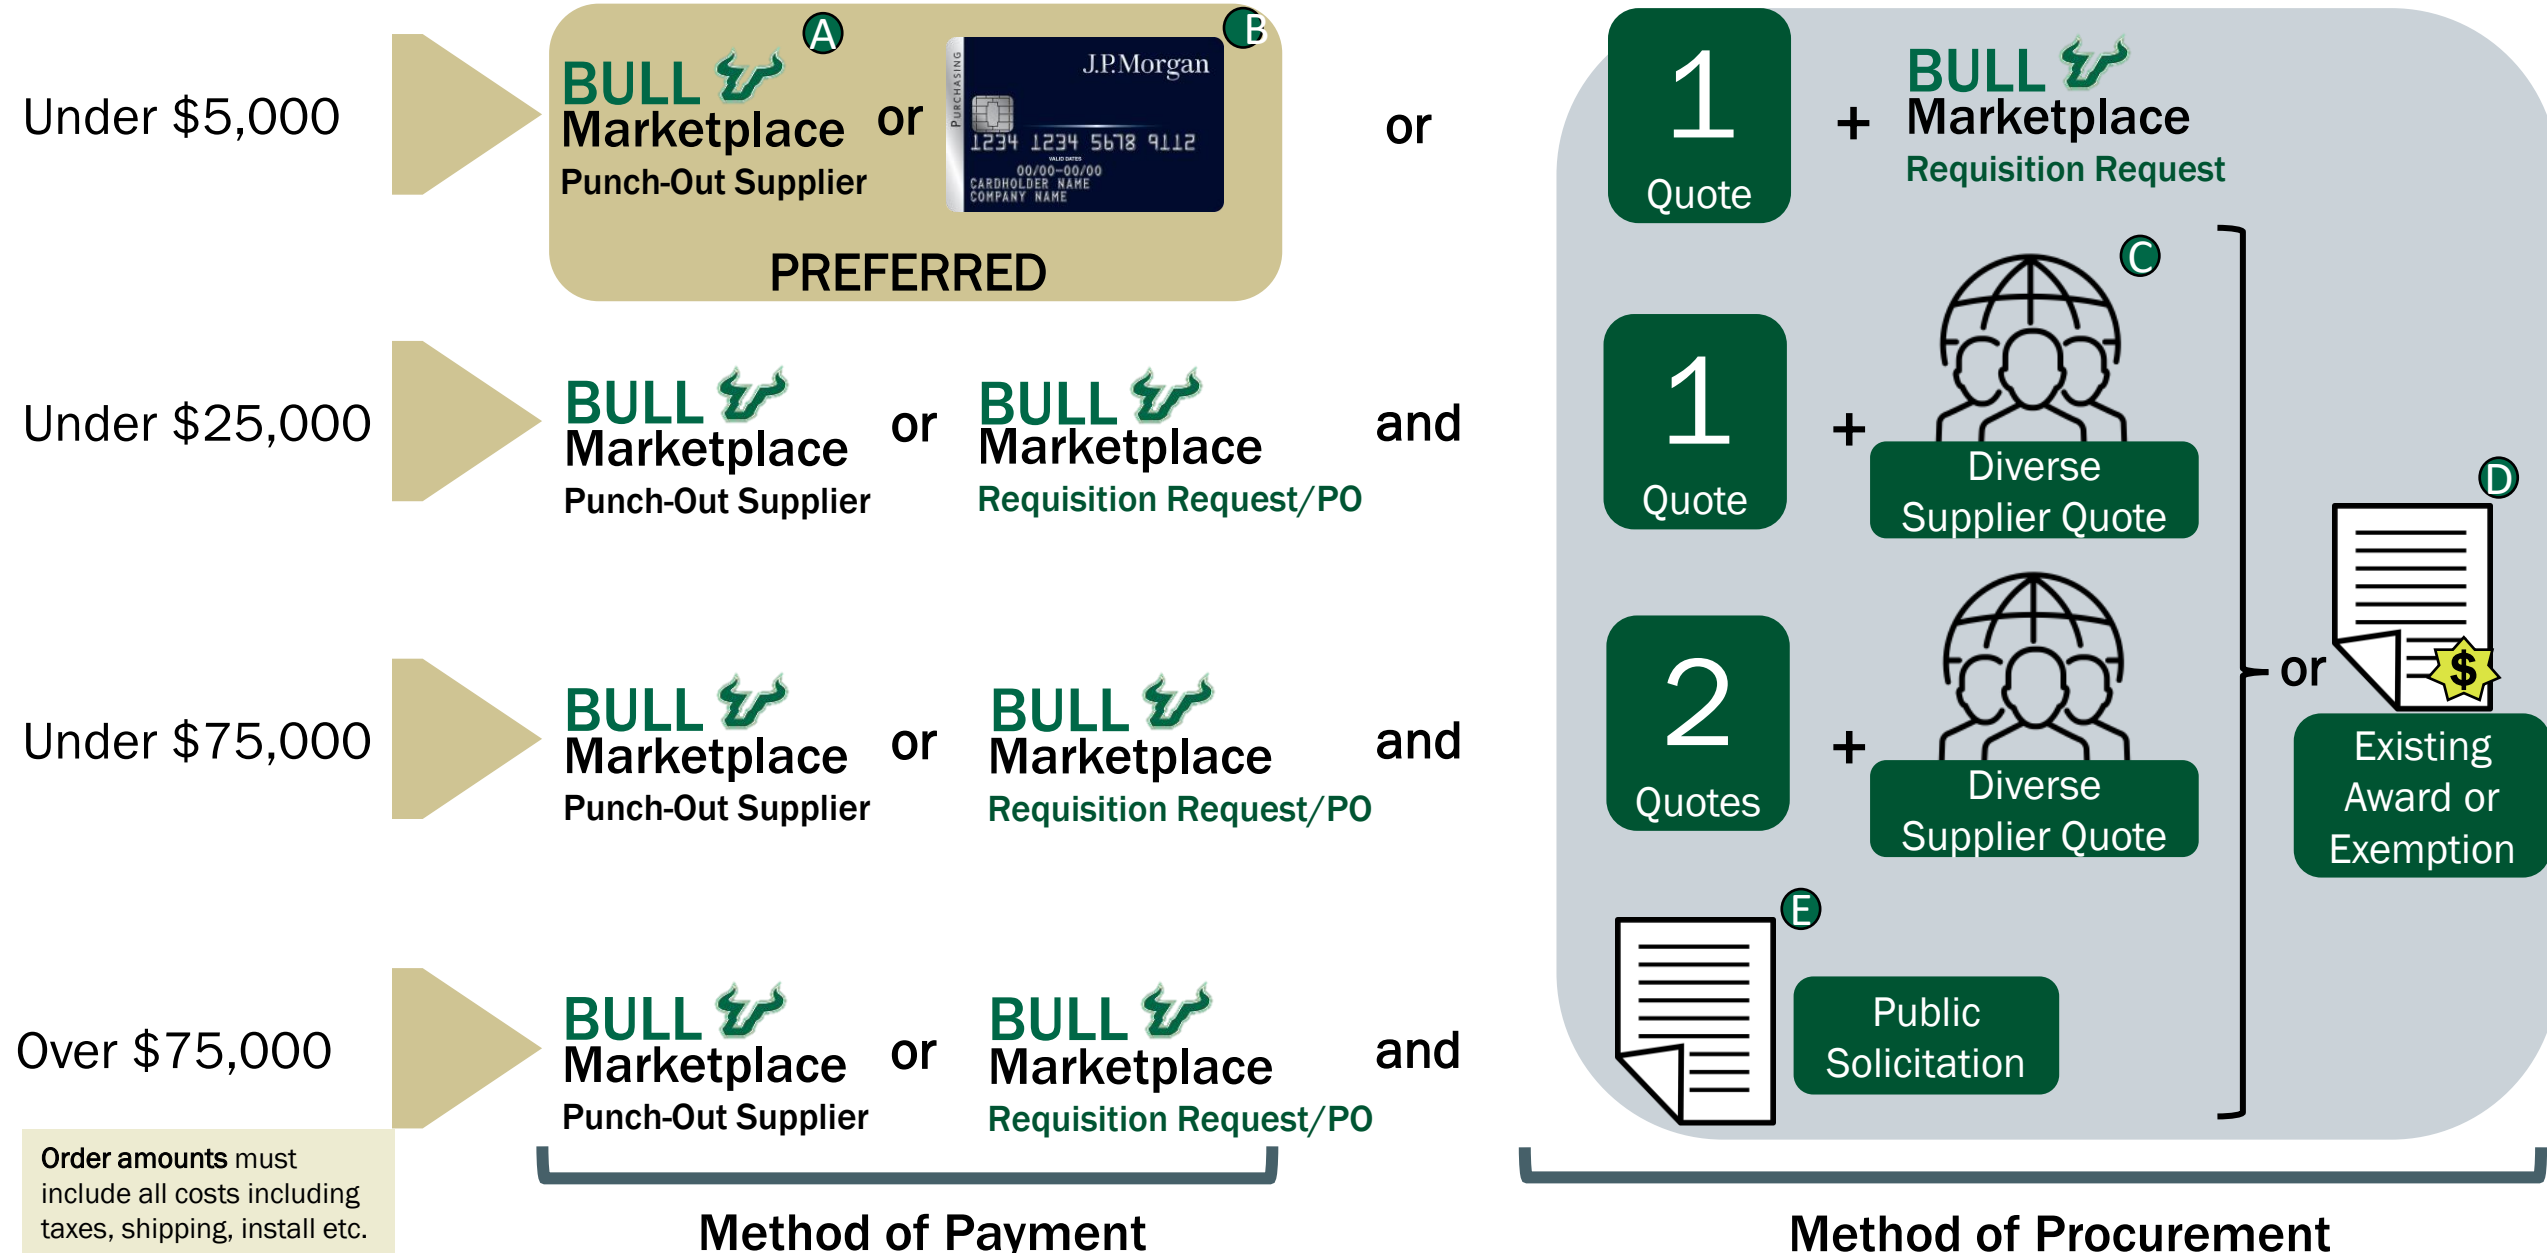 Under $5,000
A
BULL
Marketplace
Punch-Out Supplier
or
B
PURCHASING
J.P.Morgan
1234 1234 5678 9112
VALID DATES
00/00-00/00
CARDHOLDER NAME
COMPANY NAME
PREFERRED
or
1
Quote
+
BULL
Marketplace
Requisition Request
Under $25,000
BULL
Marketplace
Punch-Out Supplier
or
BULL
Marketplace
Requisition Request/PO
and
1
Quote
+
C
Diverse
Supplier Quote
Under $75,000
BULL
Marketplace
Punch-Out Supplier
or
BULL
Marketplace
Requisition Request/PO
and
2
Quotes
+
Diverse
Supplier Quote
or
D
$
Existing
Award or
Exemption
Over $75,000
BULL
Marketplace
Punch-Out Supplier
or
BULL
Marketplace
Requisition Request/PO
and
E
Public
Solicitation
Order amounts must
include all costs including
taxes, shipping, install etc.
Method of Payment
Method of Procurement